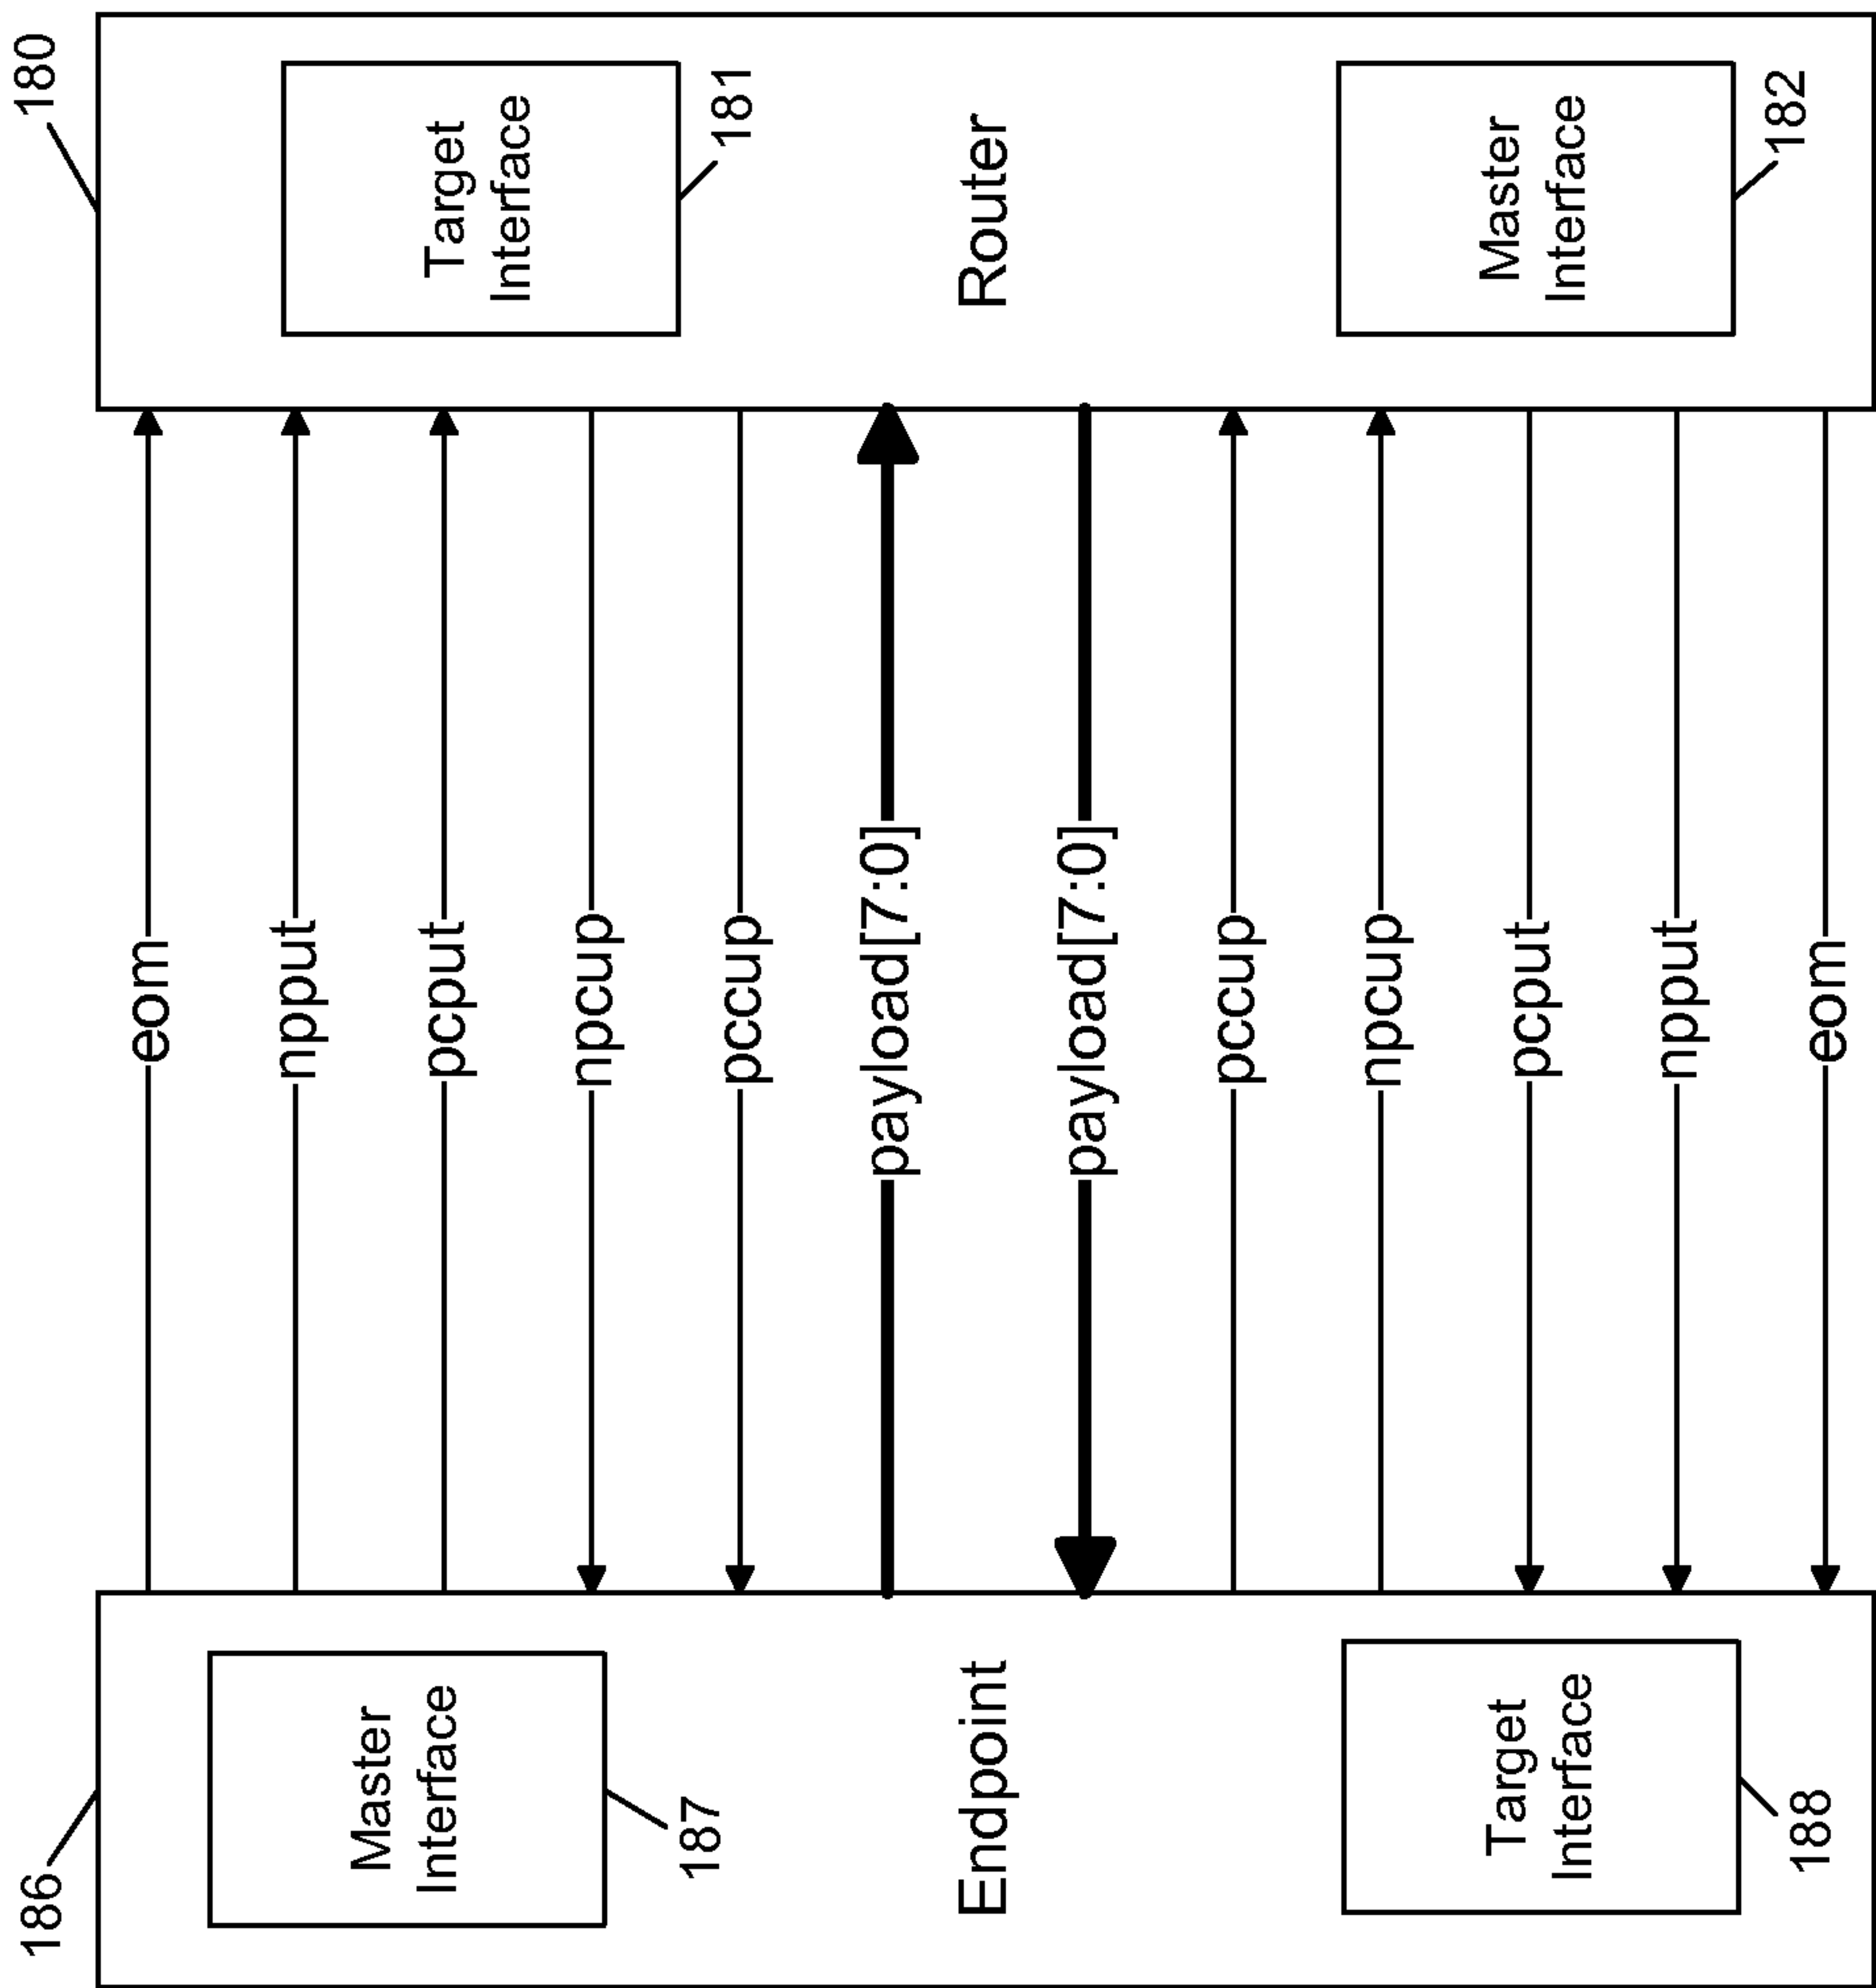 186
Master
Interface
187
Endpoint
Target
Interface
188
eom
npput
pcput
npcup
pccup
payload[7:0]
payload[7:0]
pccup
npcup
pcput
npput
eom
180
Target
Interface
181
Router
Master
Interface
182